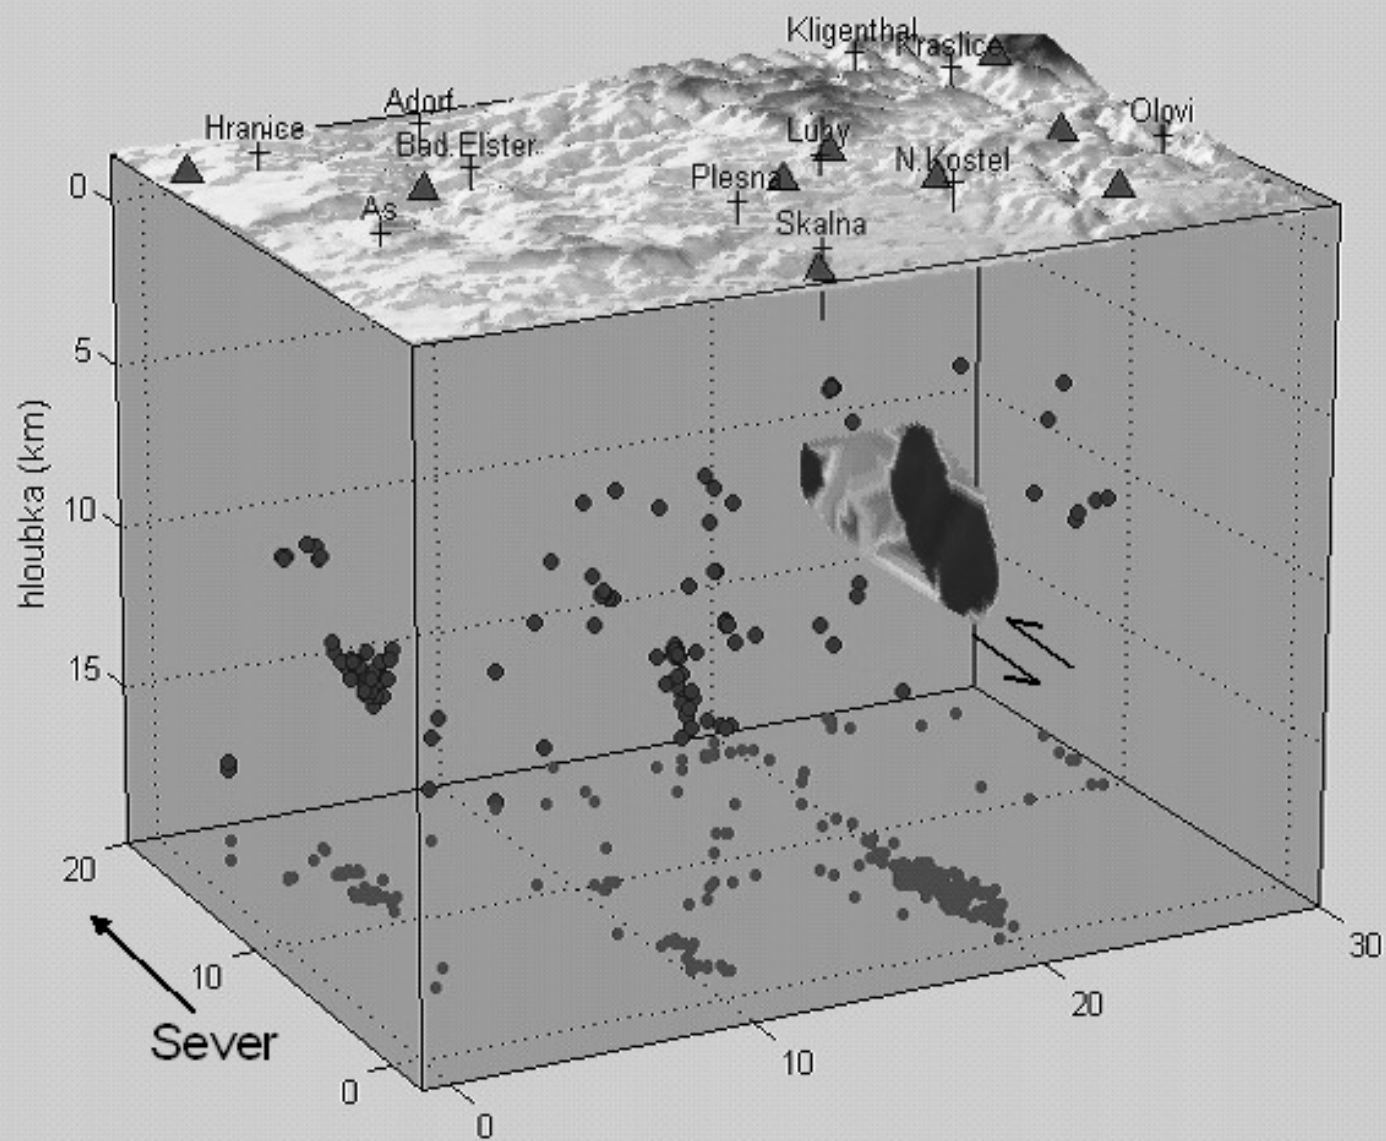 Kligenthal
Kraslice
Adorf
Hranice
Bad.Elster
Luby
Olovi
N.Kostel
Plesna
As
Skalna
0
5
10
15
20
hloubka (km)
10
0
Sever
0
10
20
30